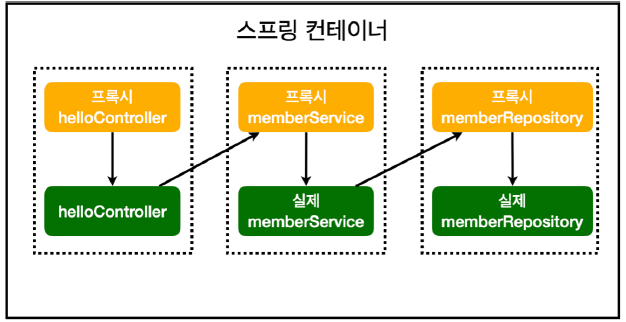 스프링 컨테이너
프록시
helloController
프록시
memberService
프록시
memberRepository
helloController
실제
memberService
실제
memberRepository